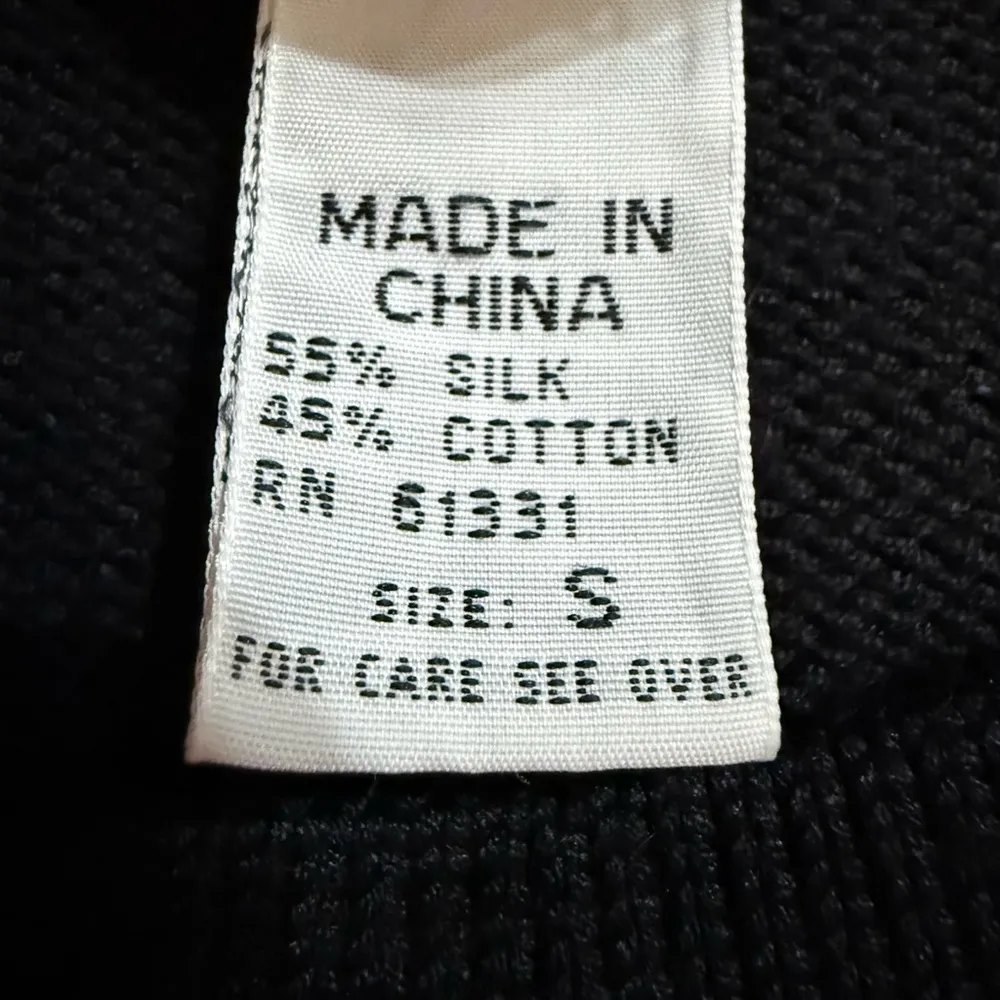 MADE IN
CHINA
55% SILK
45% COTTON
RN 61331
SIZE: S
FOR CARE SEE OVER